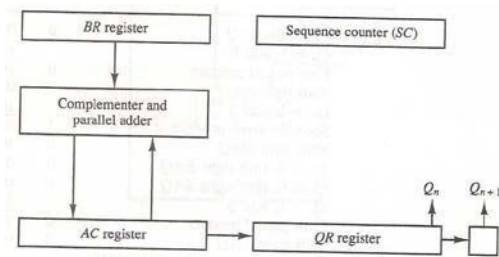 BR register
Sequence counter (SC)
Complementer and
parallel adder
Qn
Qn+1
AC register
QR register